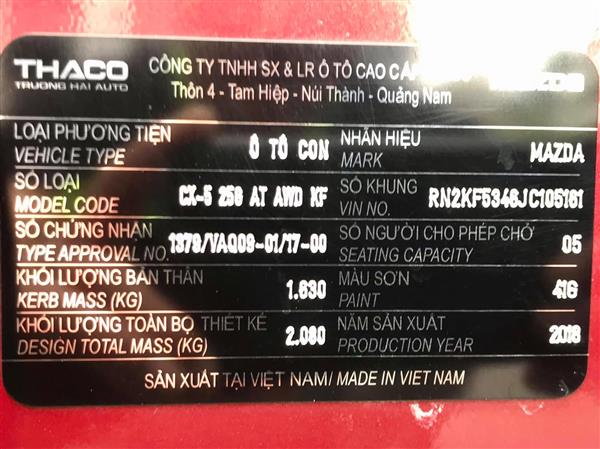 THACO
TRUONG HAI AUTO
CÔNG TY TNHH SX & LR Ô TÔ CAO CẤP
Thôn 4 - Tam Hiệp - Núi Thành - Quảng Nam
LOẠI PHƯƠNG TIỆN
VEHICLE TYPE
Ô TÔ CON
NHÃN HIỆU
MARK
MAZDA
SỐ LOẠI
MODEL CODE
CX-5 25G AT AWD KF
SỐ KHUNG
VIN NO.
RN2KF5346JC105161
SỐ CHỨNG NHẬN
TYPE APPROVAL NO.
1379/VAQ09-01/17-00
SỐ NGƯỜI CHO PHÉP CHỞ
SEATING CAPACITY
05
KHỐI LƯỢNG BẢN THÂN
KERB MASS (KG)
1.630
MÀU SƠN
PAINT
41G
KHỐI LƯỢNG TOÀN BỘ THIẾT KẾ
DESIGN TOTAL MASS (KG)
2.080
NĂM SẢN XUẤT
PRODUCTION YEAR
2018
SẢN XUẤT TẠI VIỆT NAM/ MADE IN VIET NAM